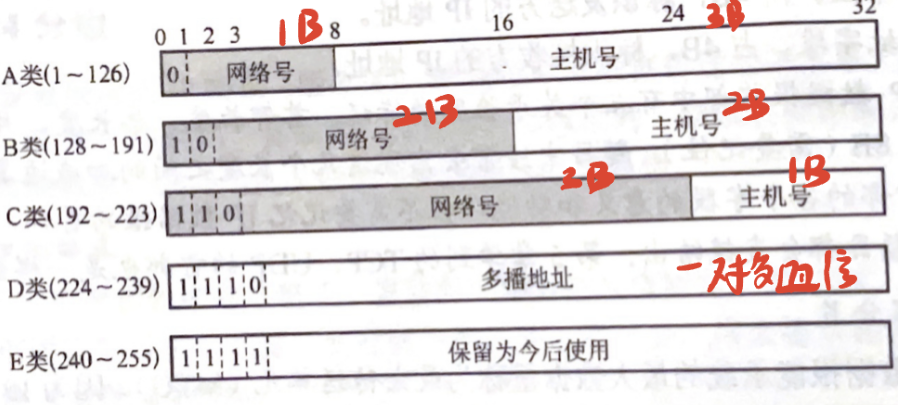 0 1 2 3 1B 8 16 24 3B 32
A类(1~126) 0 网络号 主机号
B类(128~191) 1 0 网络号 2B 主机号 2B
C类(192~223) 1 1 0 网络号 2B 主机号 1B
D类(224~239) 1 1 1 0 多播地址 一对多通信
E类(240~255) 1 1 1 1 保留为今后使用